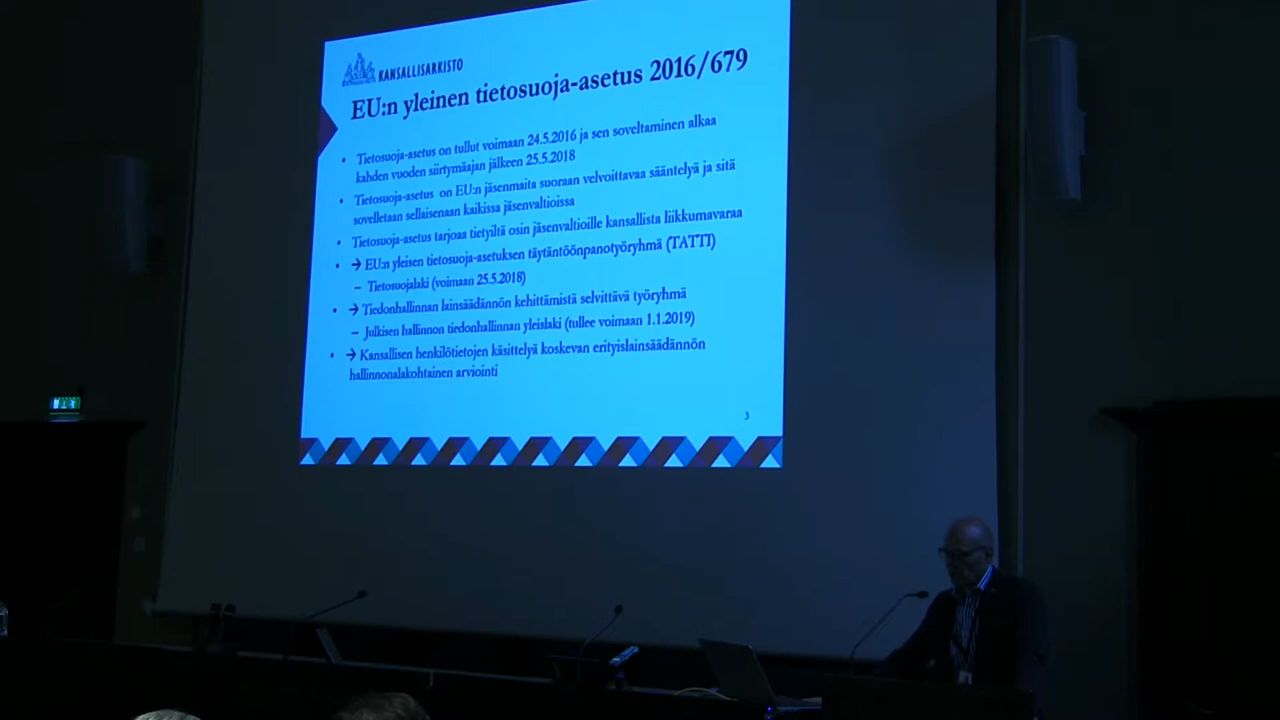 KANSALLISARKISTO
EU:n yleinen tietosuoja-asetus 2016/679
• Tietosuoja-asetus on tullut voimaan 24.5.2016 ja sen soveltaminen alkaa
kahden vuoden siirtymäajan jälkeen 25.5.2018
• Tietosuoja-asetus on EU:n jäsenmaita suoraan velvoittavaa sääntelyä ja sitä
sovelletaan sellaisenaan kaikissa jäsenvaltioissa
• Tietosuoja-asetus tarjoaa tietyiltä osin jäsenvaltioille kansallista liikkumavaraa
• → EU:n yleisen tietosuoja-asetuksen täytäntöönpanotyöryhmä (TATTI)
– Tietosuojalaki (voimaan 25.5.2018)
• → Tiedonhallinnan lainsäädännön kehittämistä selvittävä työryhmä
– Julkisen hallinnon tiedonhallinnan yleislaki (tullee voimaan 1.1.2019)
• → Kansallisen henkilötietojen käsittelyä koskevan erityislainsäädännön
hallinnonalakohtainen arviointi
3